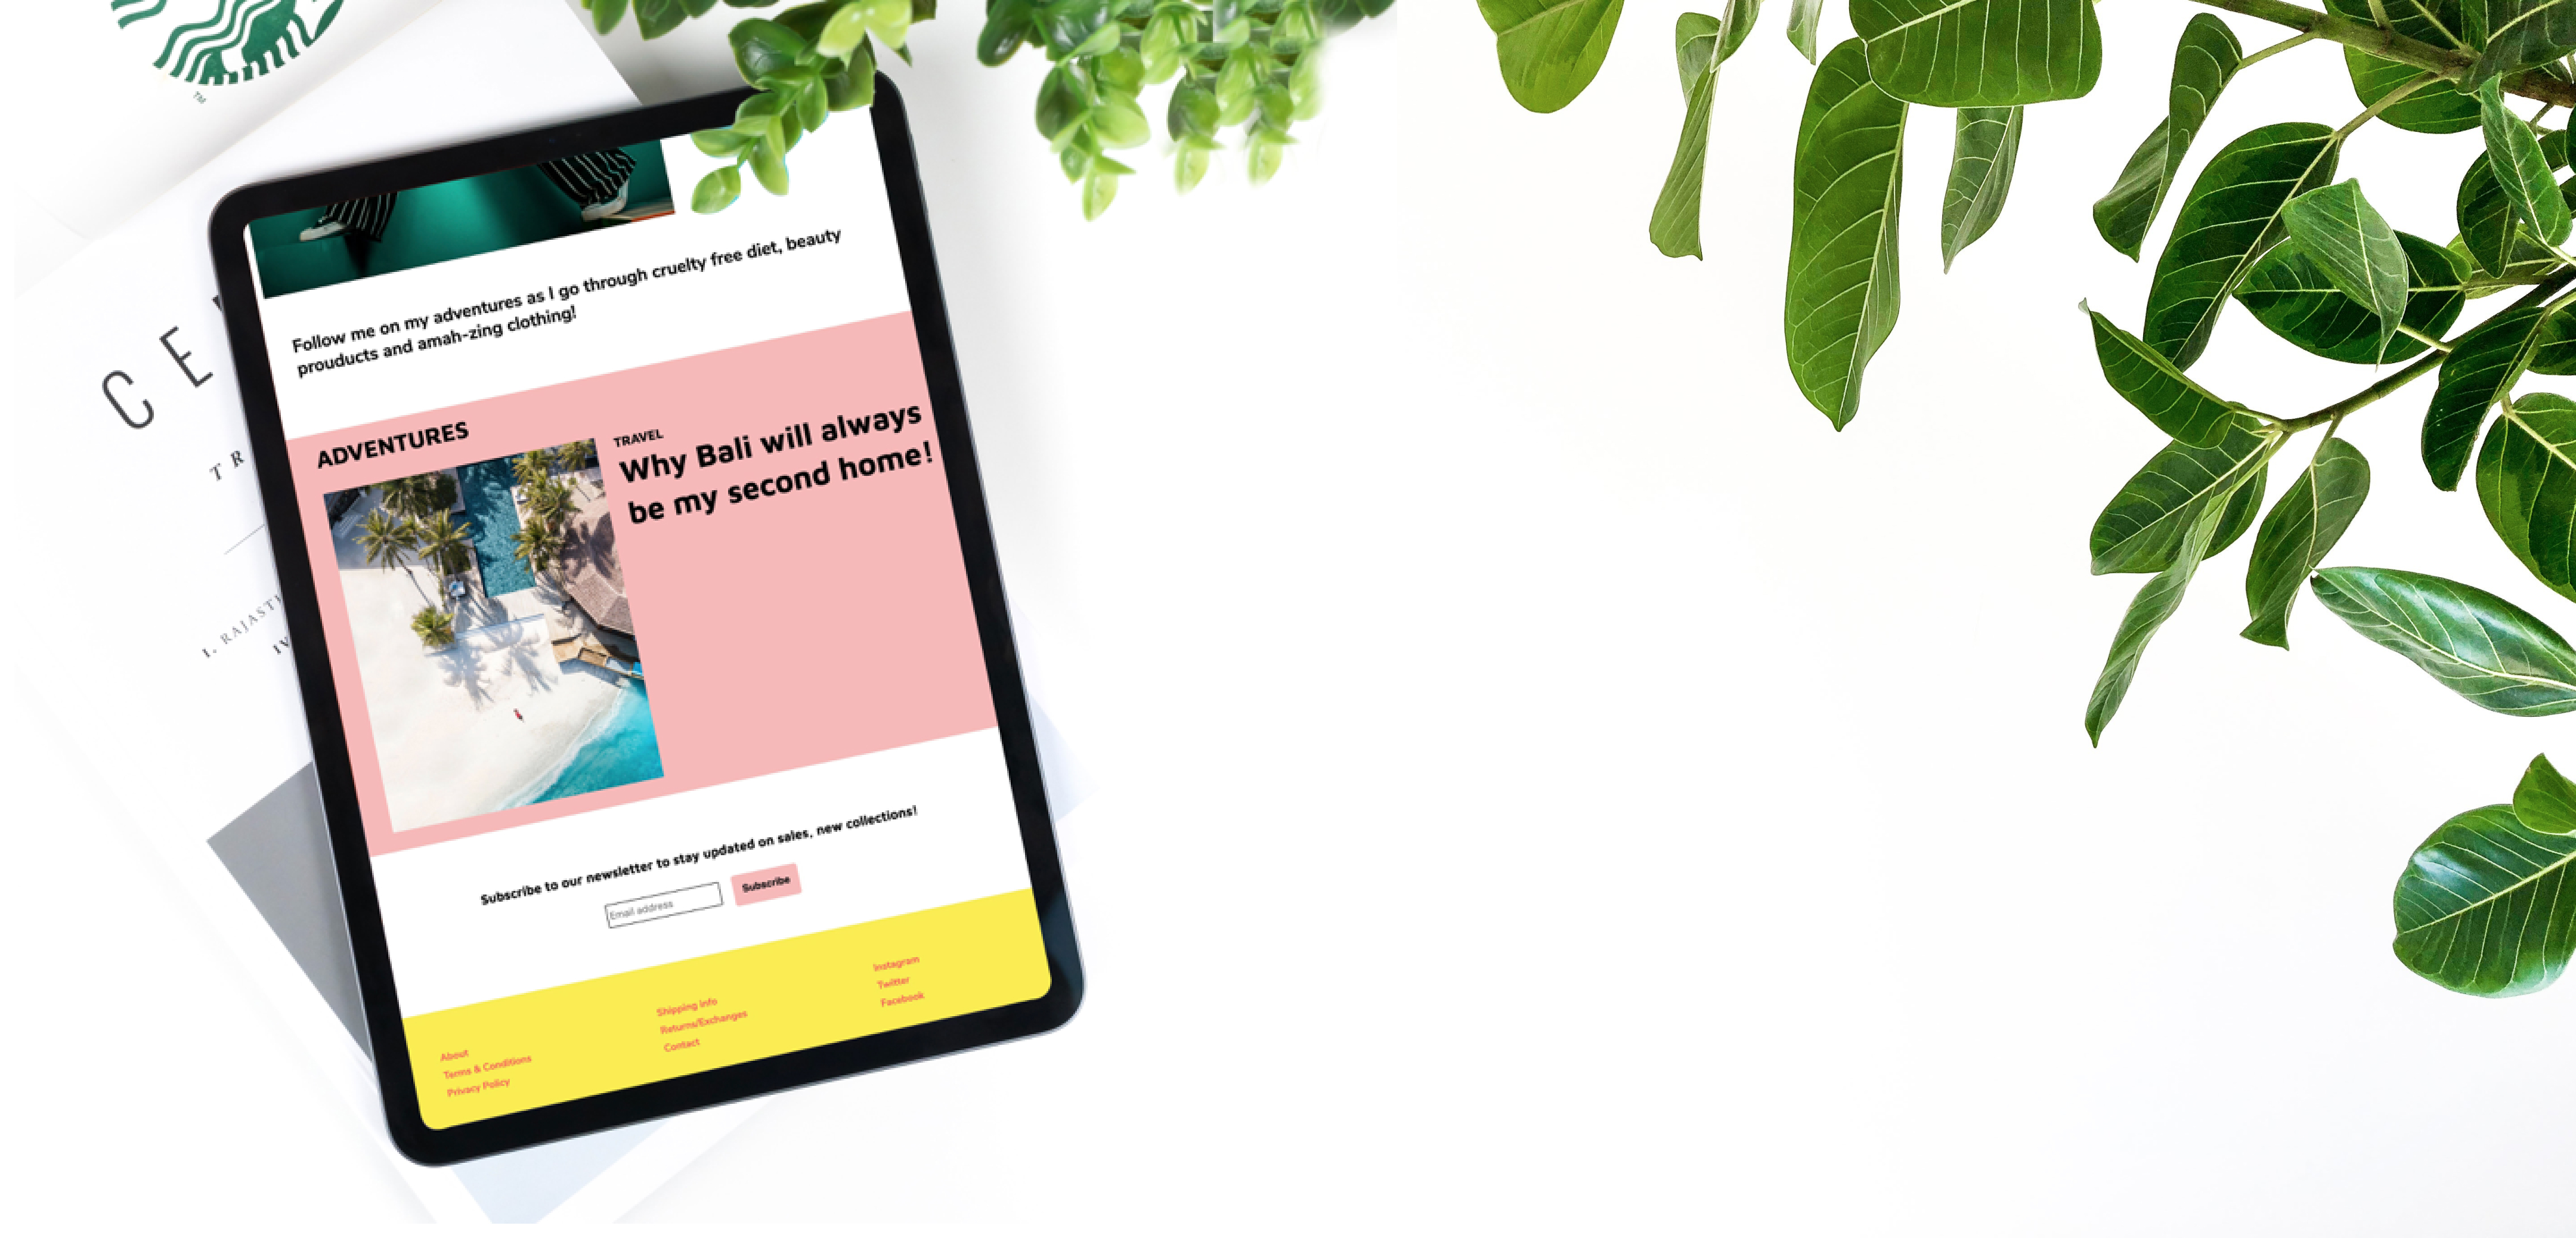 TM
C E
T R
I. RAJAST
IV
Follow me on my adventures as I go through cruelty free diet, beauty
prouducts and amah-zing clothing!
ADVENTURES
TRAVEL
Why Bali will always
be my second home!
Subscribe to our newsletter to stay updated on sales, new collections!
Email address
Subscribe
About
Terms & Conditions
Privacy Policy
Shipping info
Returns/Exchanges
Contact
Instagram
Twitter
Facebook